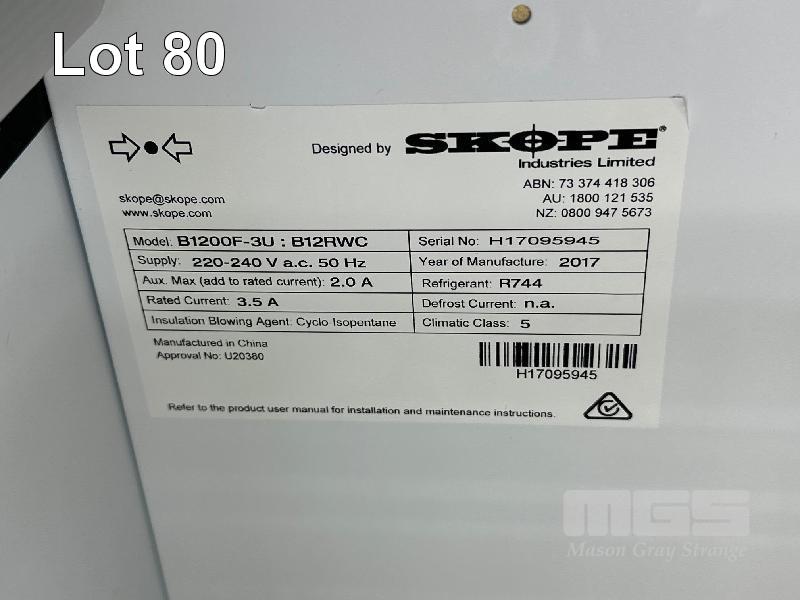 Lot 80
Designed by SKOPE®
Industries Limited
ABN: 73 374 418 306
skope@skope.com AU: 1800 121 535
www.skope.com NZ: 0800 947 5673
Model: B1200F-3U : B12RWC Serial No: H17095945
Supply: 220-240 V a.c. 50 Hz Year of Manufacture: 2017
Aux. Max (add to rated current): 2.0 A Refrigerant: R744
Rated Current: 3.5 A Defrost Current: n.a.
Insulation Blowing Agent: Cyclo Isopentane Climatic Class: 5
Manufactured in China
Approval No: U20380
H17095945
Refer to the product user manual for installation and maintenance instructions.
MGS
Mason Gray Strange